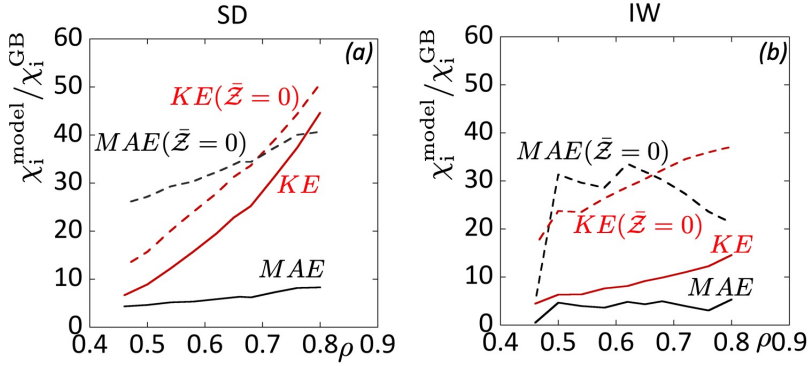 SD
(a)
χ_i^model/χ_i^GB
60
50
40
30
20
10
0
KE(Z̄ = 0)
MAE(Z̄ = 0)
KE
MAE
0.4 0.5 0.6 0.7 0.8 ρ 0.9
IW
(b)
χ_i^model/χ_i^GB
60
50
40
30
20
10
0
MAE(Z̄ = 0)
KE(Z̄ = 0)
KE
MAE
0.4 0.5 0.6 0.7 0.8 ρ 0.9